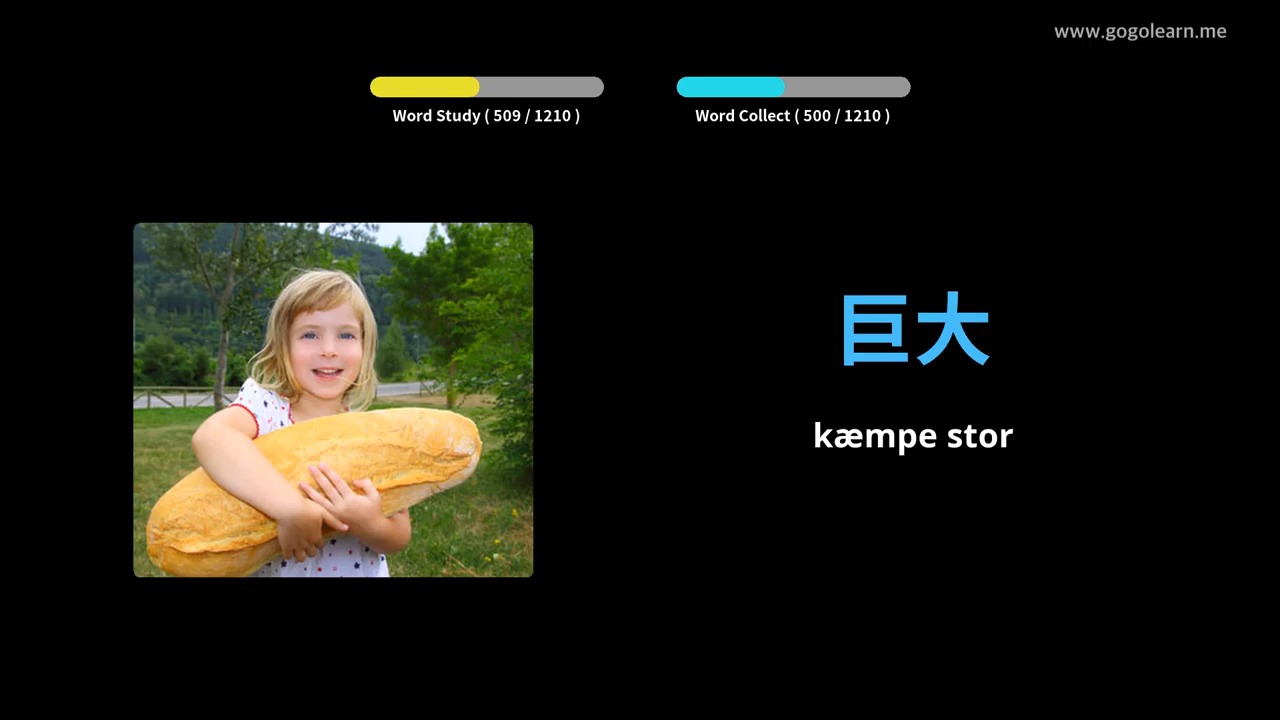 www.gogolearn.me
Word Study ( 509 / 1210 )
Word Collect ( 500 / 1210 )
巨大
kæmpe stor